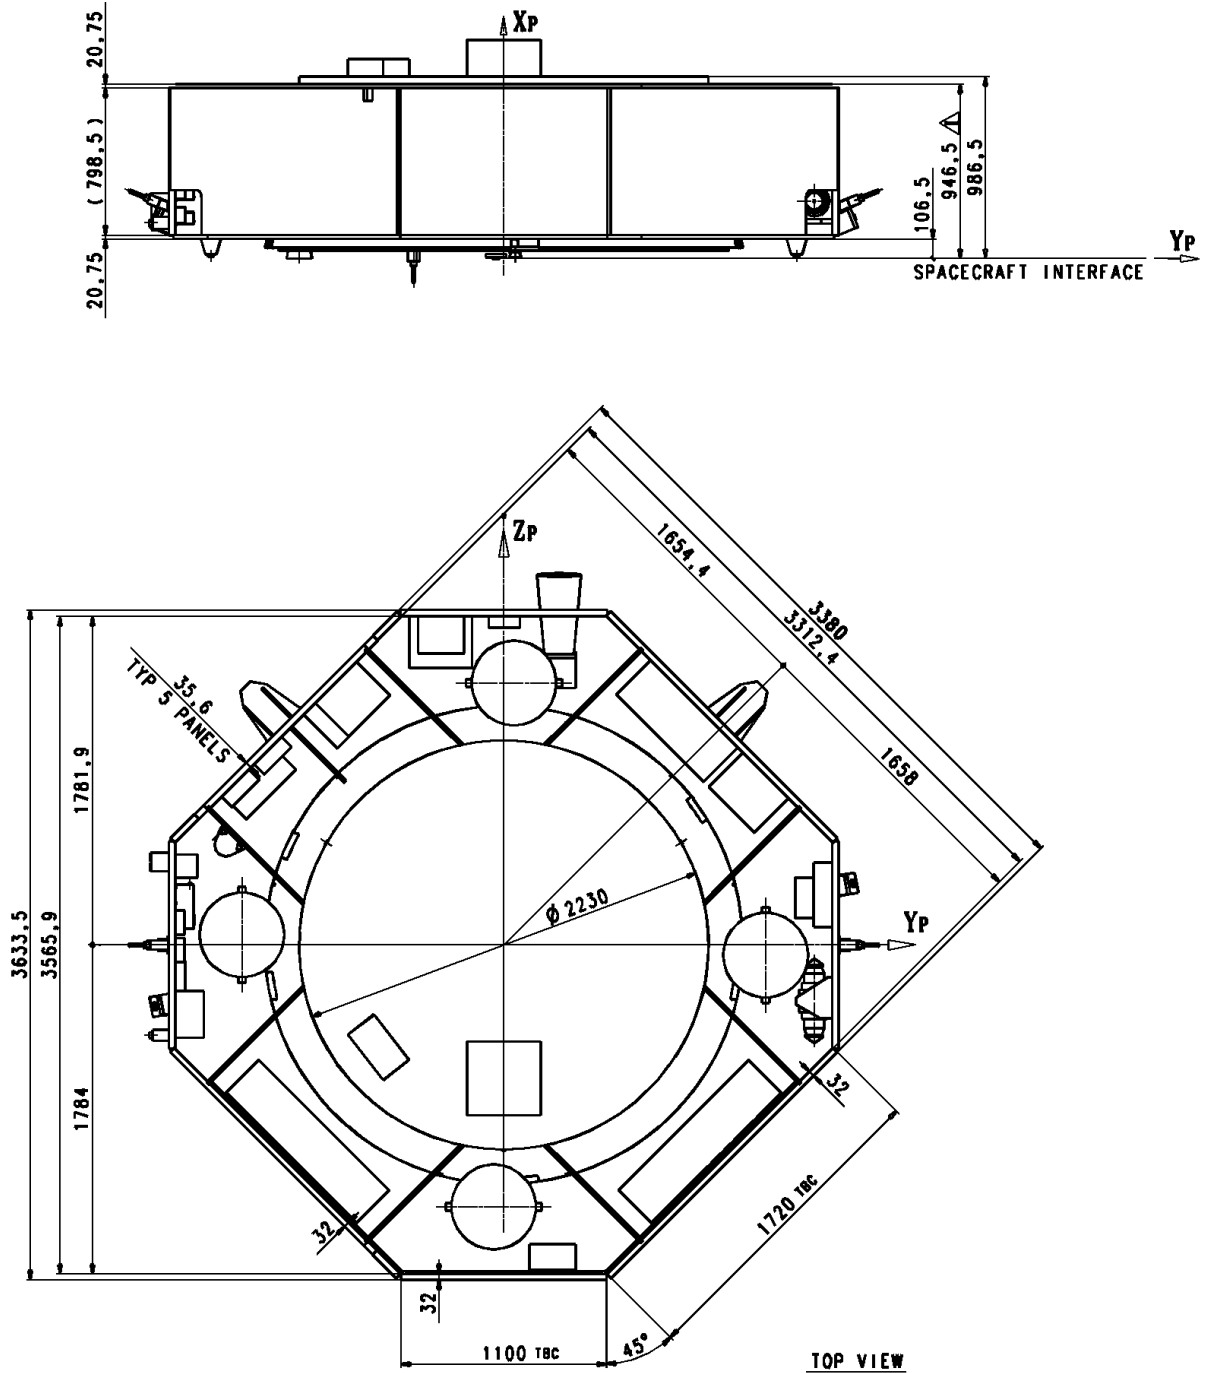 XP
20,75
( 798,5 )
20,75
106,5
946,5
1
986,5
YP
SPACECRAFT INTERFACE
ZP
1654,4
3380
3312,4
1658
35,6
TYP 5 PANELS
1781,9
3633,5
3565,9
1784
Ø 2230
YP
32
1720 TBC
32
32
1100 TBC
45°
TOP VIEW